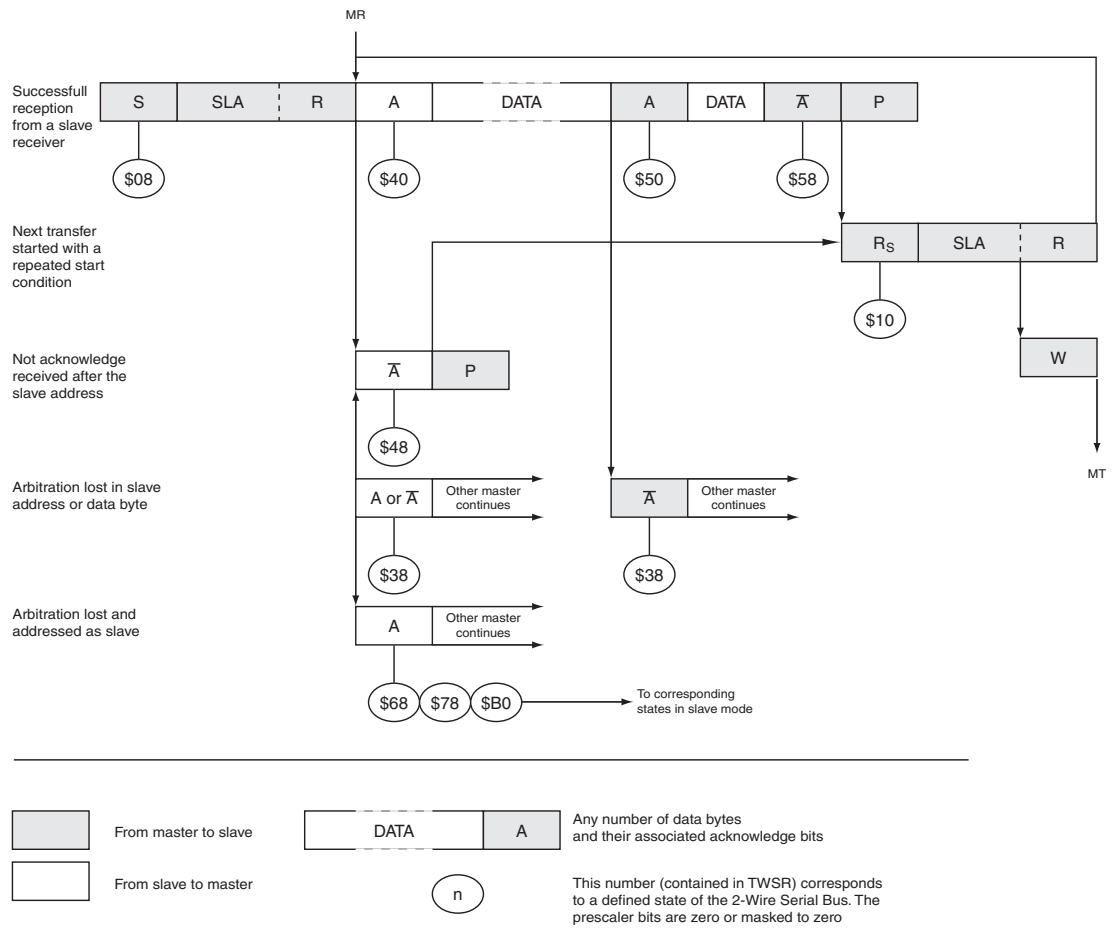 MR
Successfull
reception
from a slave
receiver
S SLA R A DATA A DATA A̅ P
$08 $40 $50 $58
Next transfer
started with a
repeated start
condition
RS SLA R
$10
Not acknowledge
received after the
slave address
A̅ P
W
$48
MT
Arbitration lost in slave
address or data byte
A or A̅
Other master
continues
A̅
Other master
continues
$38 $38
Arbitration lost and
addressed as slave
A
Other master
continues
$68 $78 $B0
To corresponding
states in slave mode
From master to slave
DATA A
Any number of data bytes
and their associated acknowledge bits
From slave to master
n
This number (contained in TWSR) corresponds
to a defined state of the 2-Wire Serial Bus. The
prescaler bits are zero or masked to zero